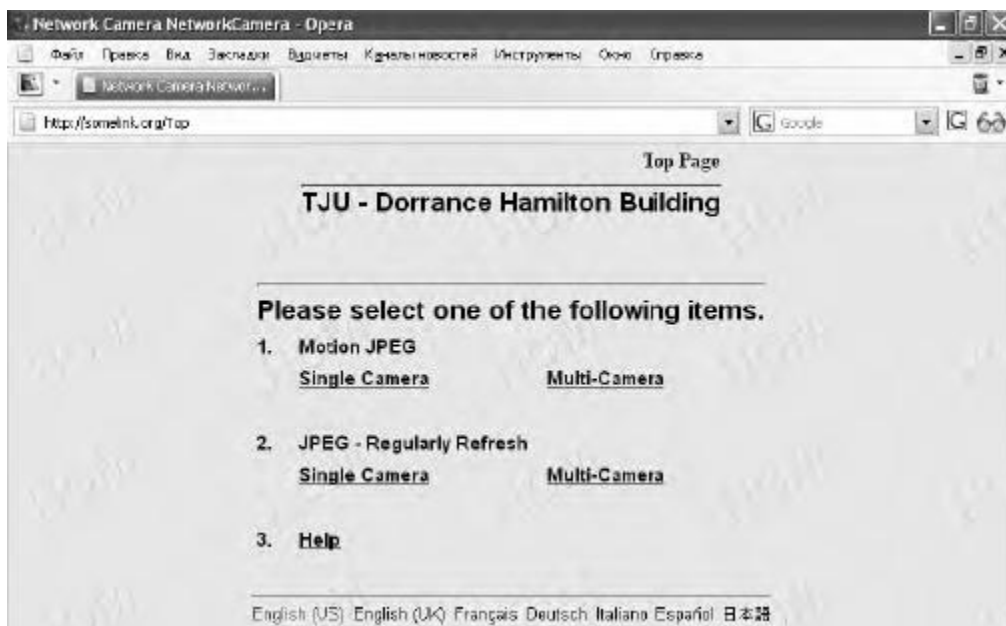 Network Camera NetworkCamera - Opera
Файл Правка Вид Закладки Виджеты Каналы новостей Инструменты Окно Справка
Network Camera Networ...
http://somelink.org/Top Google
Top Page
TJU - Dorrance Hamilton Building
Please select one of the following items.
1. Motion JPEG
Single Camera Multi-Camera
2. JPEG - Regularly Refresh
Single Camera Multi-Camera
3. Help
English (US) English (UK) Français Deutsch Italiano Español 日本語